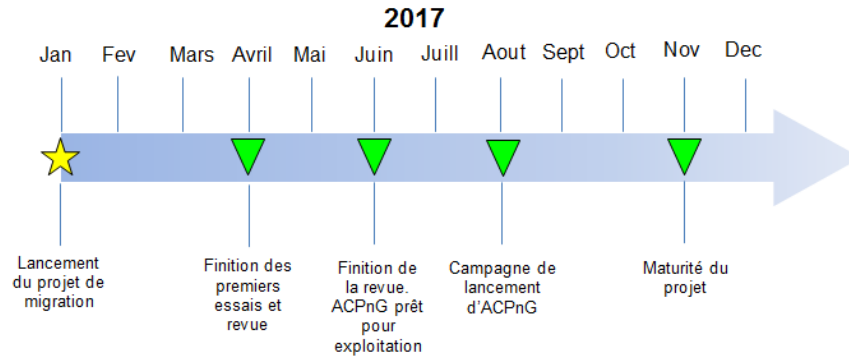 2017
Jan Fev Mars Avril Mai Juin Juill Aout Sept Oct Nov Dec
Lancement
du projet de
migration
Finition des
premiers
essais et
revue
Finition de
la revue.
ACPnG prêt
pour
exploitation
Campagne de
lancement
d'ACPnG
Maturité du
projet